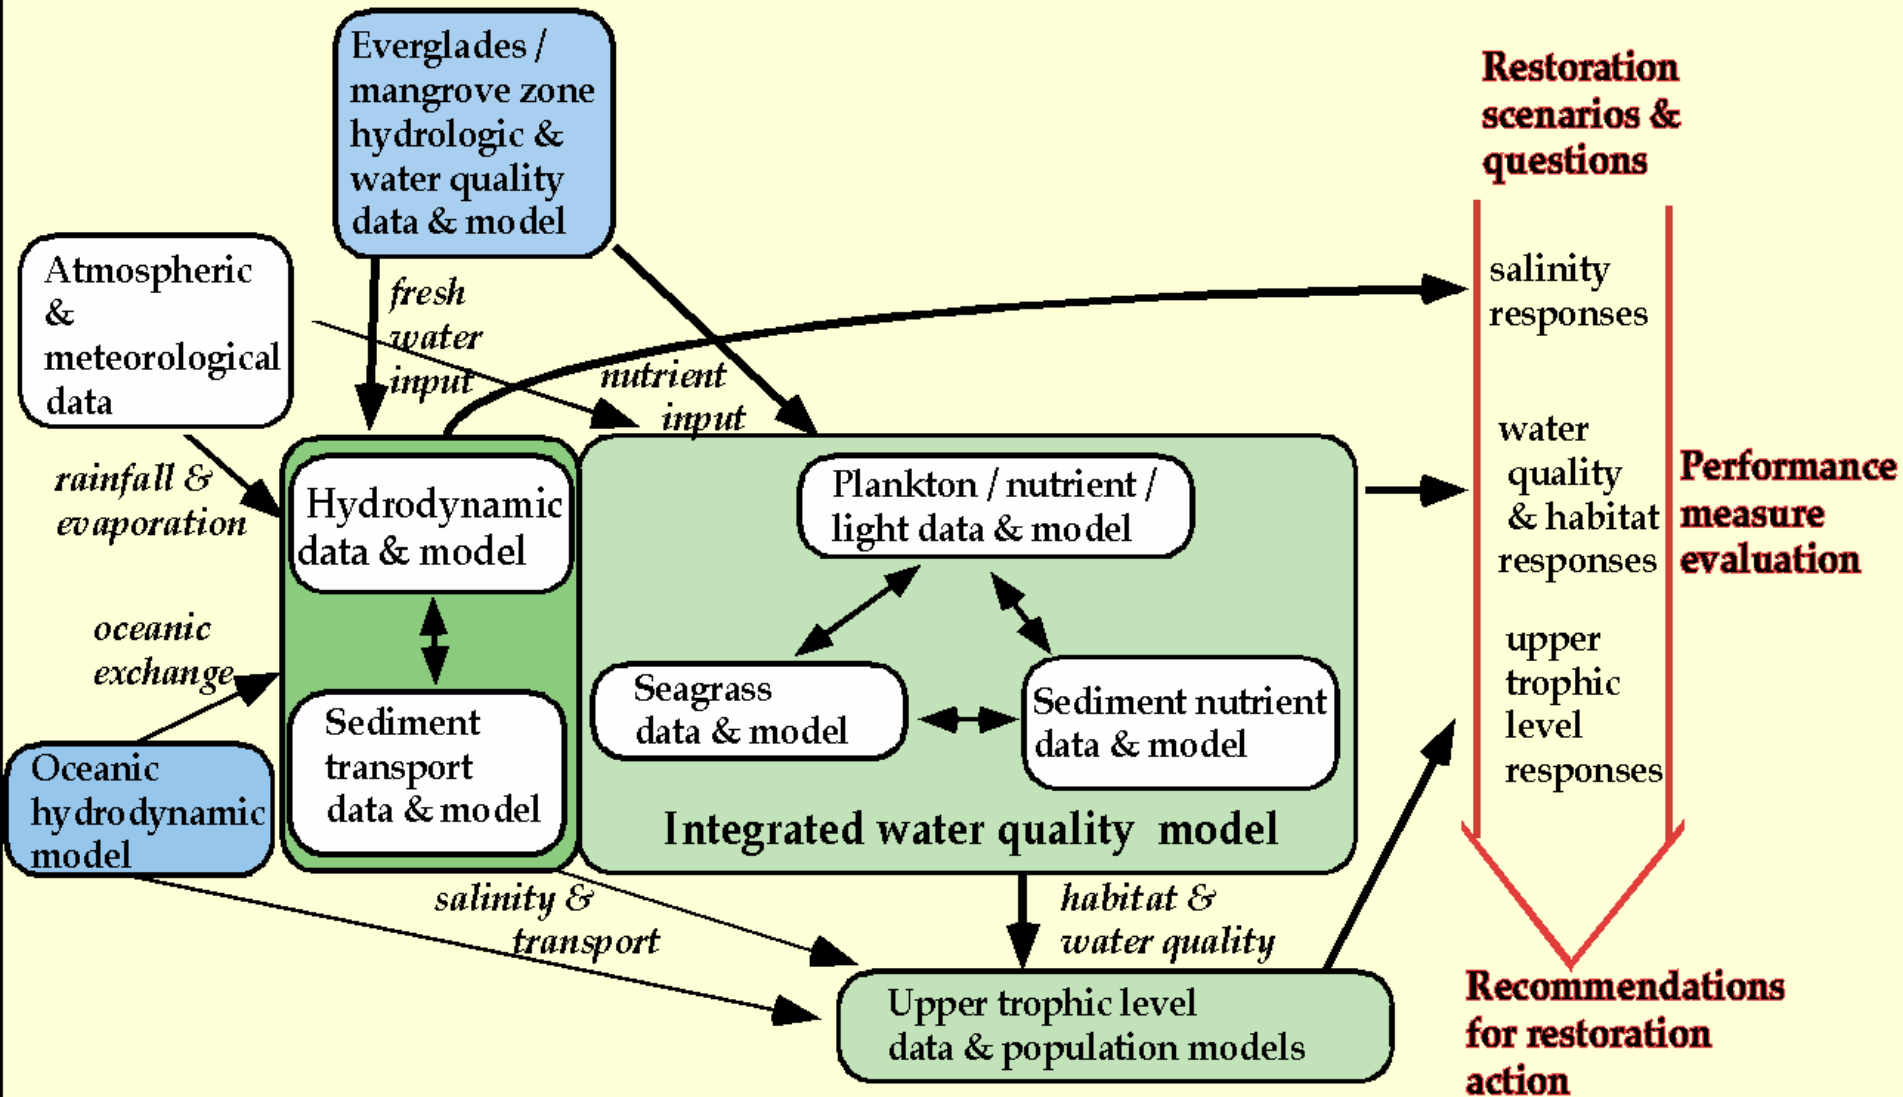 Everglades /
mangrove zone
hydrologic &
water quality
data & model
Restoration
scenarios &
questions
Atmospheric
&
meteorological
data
fresh
water
input
nutrient
input
salinity
responses
rainfall &
evaporation
Hydrodynamic
data & model
Plankton / nutrient /
light data & model
water
quality
& habitat
responses
Performance
measure
evaluation
oceanic
exchange
Sediment
transport
data & model
Seagrass
data & model
Sediment nutrient
data & model
upper
trophic
level
responses
Oceanic
hydrodynamic
model
Integrated water quality model
salinity &
transport
habitat &
water quality
Upper trophic level
data & population models
Recommendations
for restoration
action